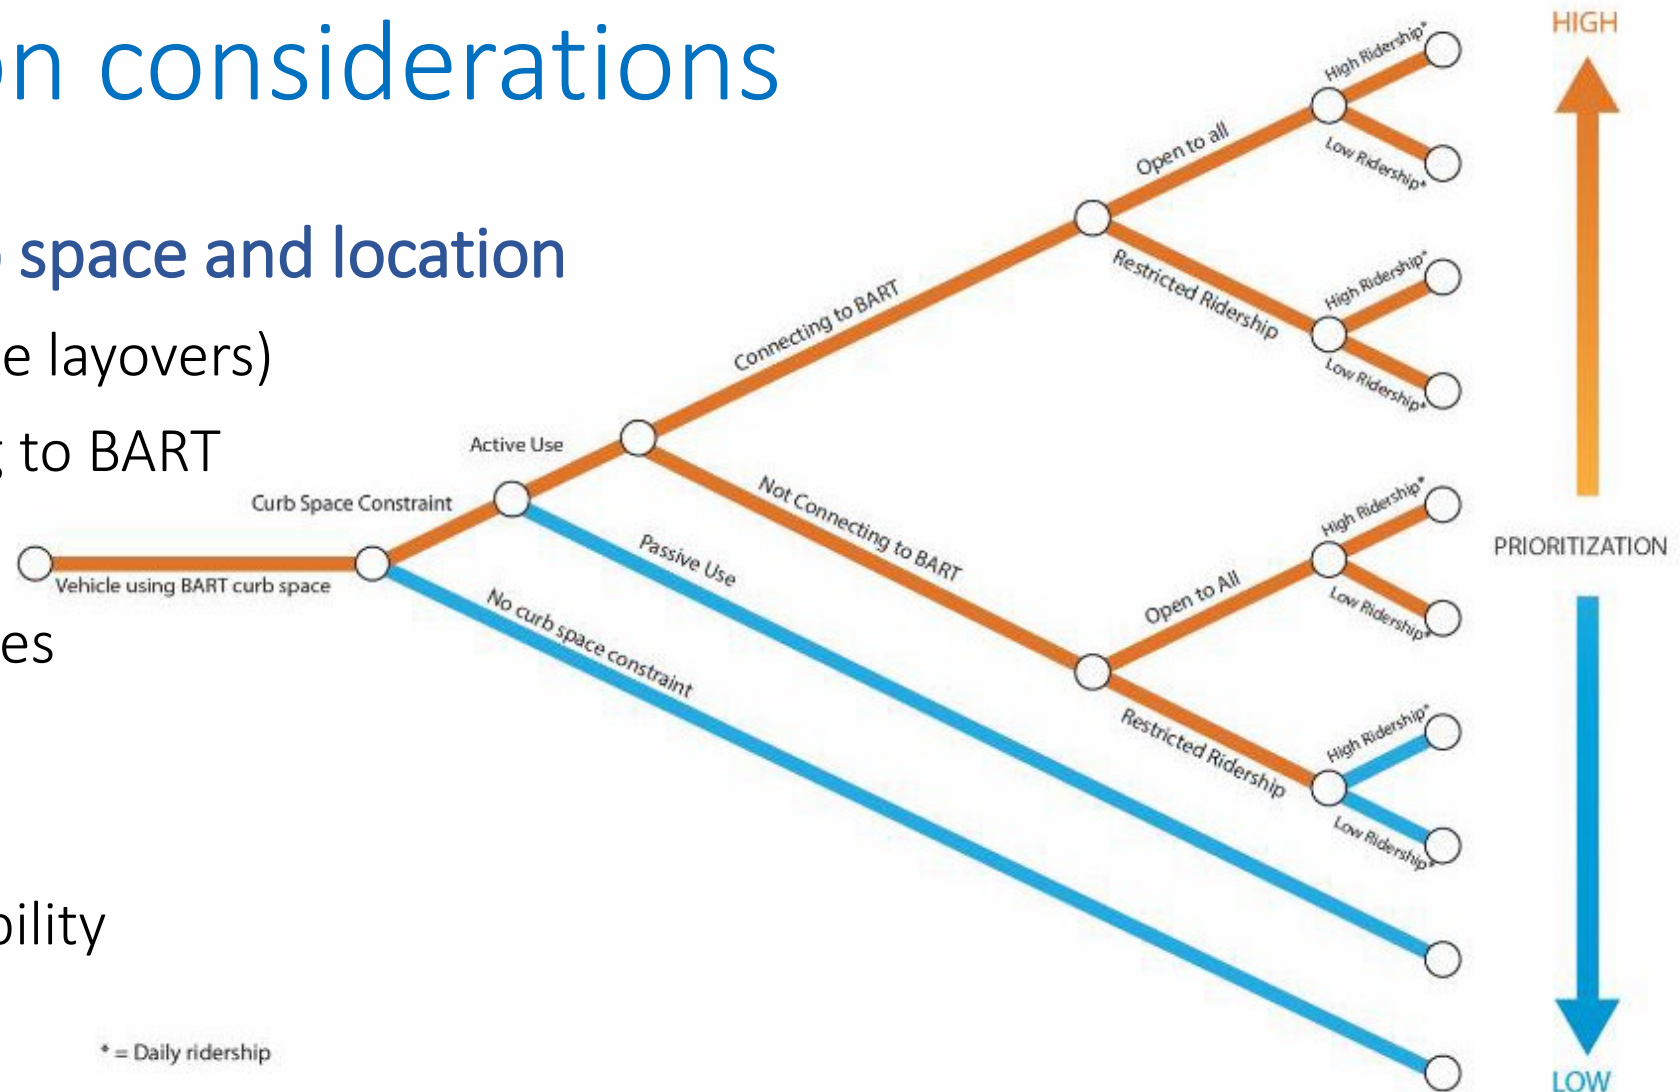 on considerations
space and location
e layovers)
g to BART
es
bility
* = Daily ridership
Vehicle using BART curb space
Curb Space Constraint
No curb space constraint
Active Use
Passive Use
Connecting to BART
Not Connecting to BART
Open to all
Restricted Ridership
High Ridership*
Low Ridership*
High Ridership*
Low Ridership*
Open to All
Restricted Ridership
High Ridership*
Low Ridership*
High Ridership*
Low Ridership*
HIGH
PRIORITIZATION
LOW